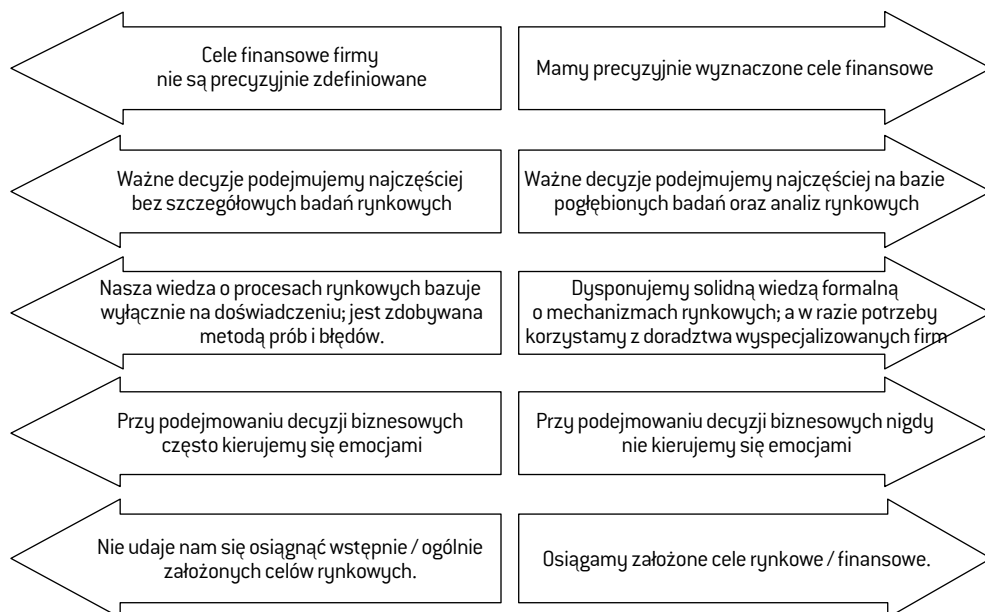 Cele finansowe firmy
nie są precyzyjnie zdefiniowane
Mamy precyzyjnie wyznaczone cele finansowe
Ważne decyzje podejmujemy najczęściej
bez szczegółowych badań rynkowych
Ważne decyzje podejmujemy najczęściej na bazie
pogłębionych badań oraz analiz rynkowych
Nasza wiedza o procesach rynkowych bazuje
wyłącznie na doświadczeniu; jest zdobywana
metodą prób i błędów.
Dysponujemy solidną wiedzą formalną
o mechanizmach rynkowych; a w razie potrzeby
korzystamy z doradztwa wyspecjalizowanych firm
Przy podejmowaniu decyzji biznesowych
często kierujemy się emocjami
Przy podejmowaniu decyzji biznesowych nigdy
nie kierujemy się emocjami
Nie udaje nam się osiągnąć wstępnie / ogólnie
założonych celów rynkowych.
Osiągamy założone cele rynkowe / finansowe.